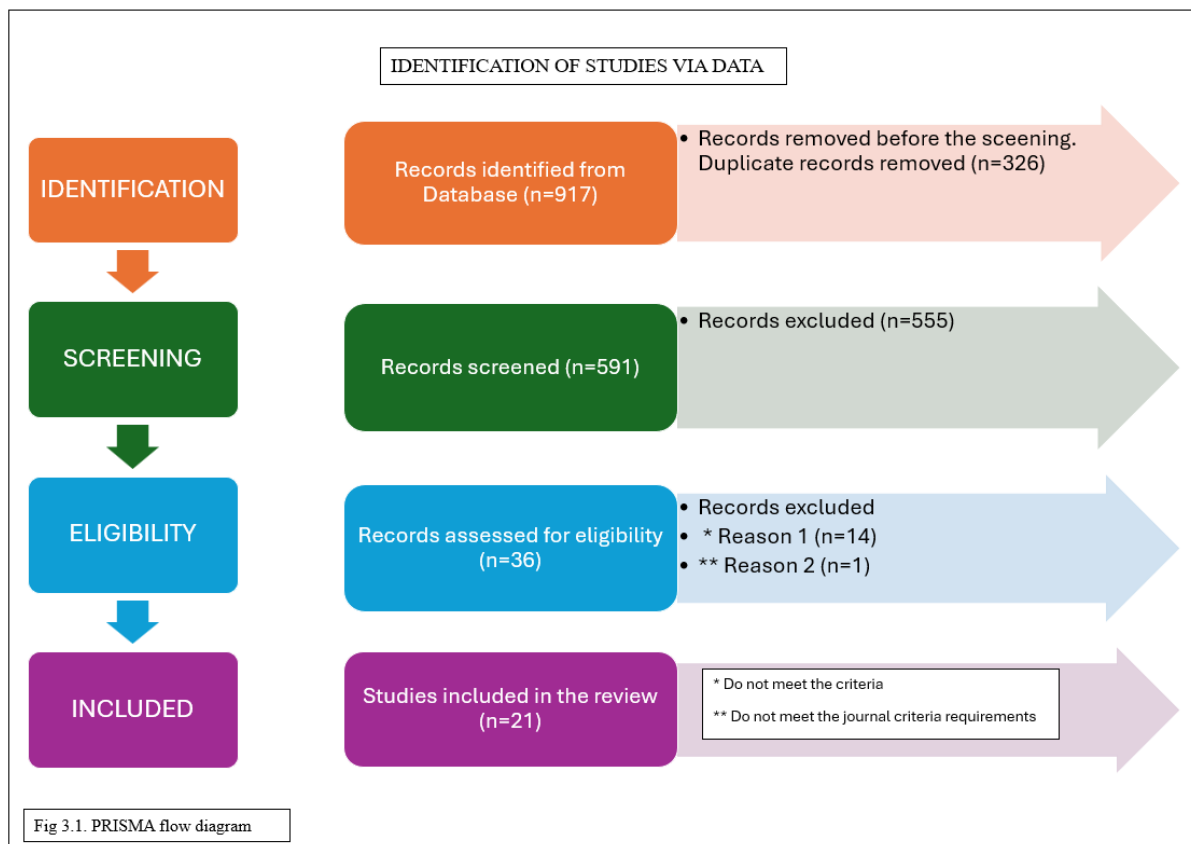 IDENTIFICATION OF STUDIES VIA DATA
IDENTIFICATION
Records identified from
Database (n=917)
• Records removed before the sceening.
Duplicate records removed (n=326)
SCREENING
Records screened (n=591)
• Records excluded (n=555)
ELIGIBILITY
Records assessed for eligibility
(n=36)
• Records excluded
• * Reason 1 (n=14)
• ** Reason 2 (n=1)
INCLUDED
Studies included in the review
(n=21)
* Do not meet the criteria
** Do not meet the journal criteria requirements
Fig 3.1. PRISMA flow diagram